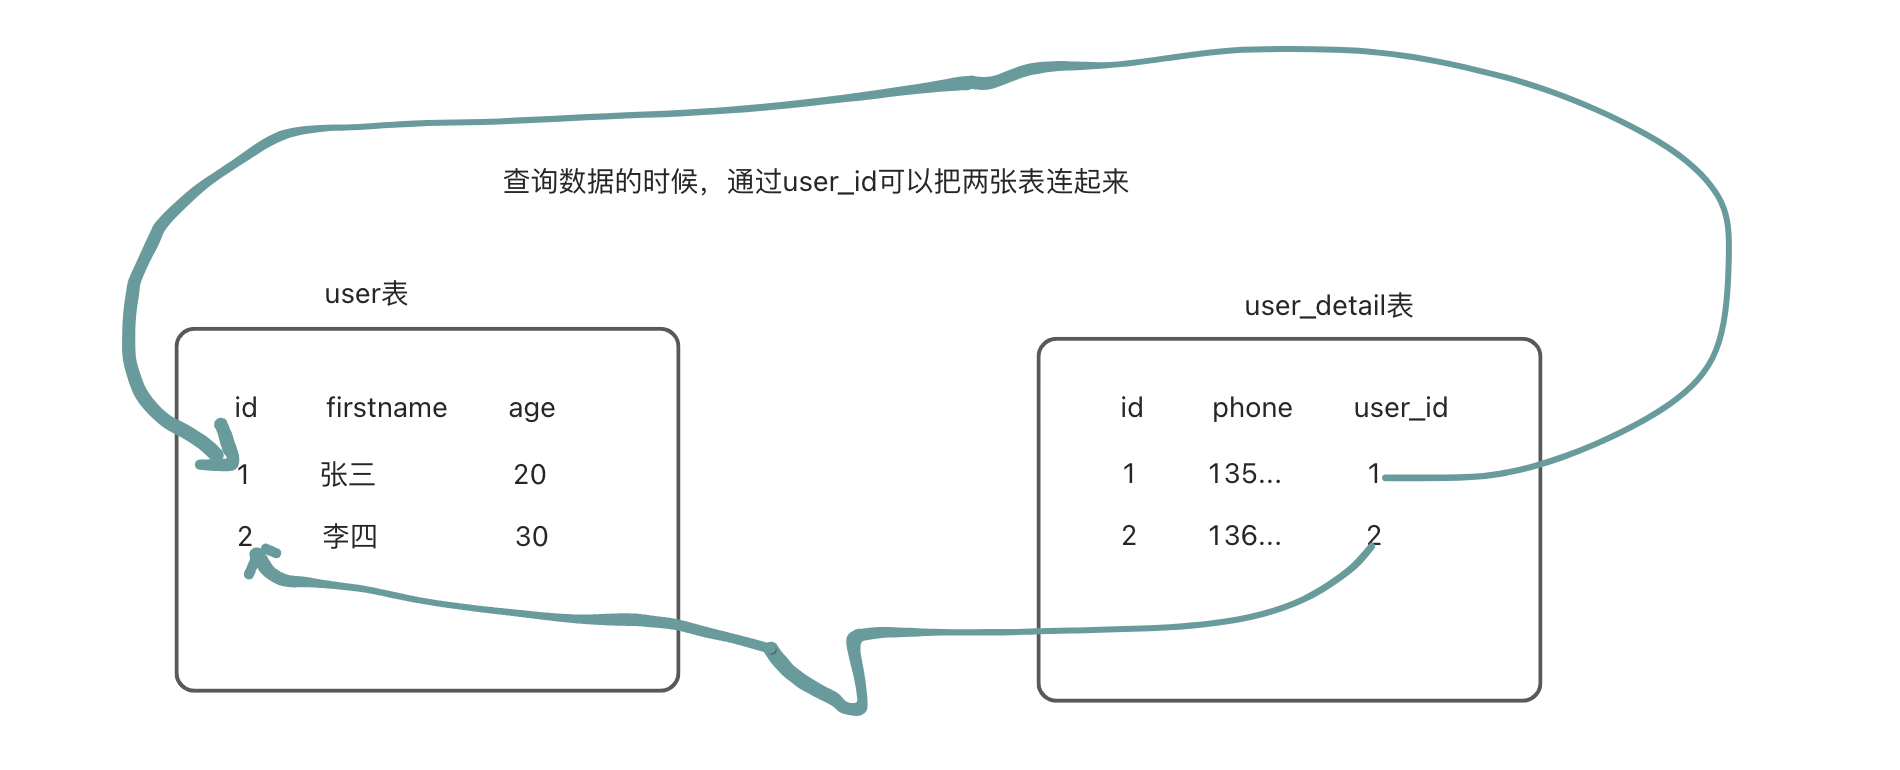 查询数据的时候，通过user_id可以把两张表连起来
user表
id firstname age
1 张三 20
2 李四 30
user_detail表
id phone user_id
1 135... 1
2 136... 2